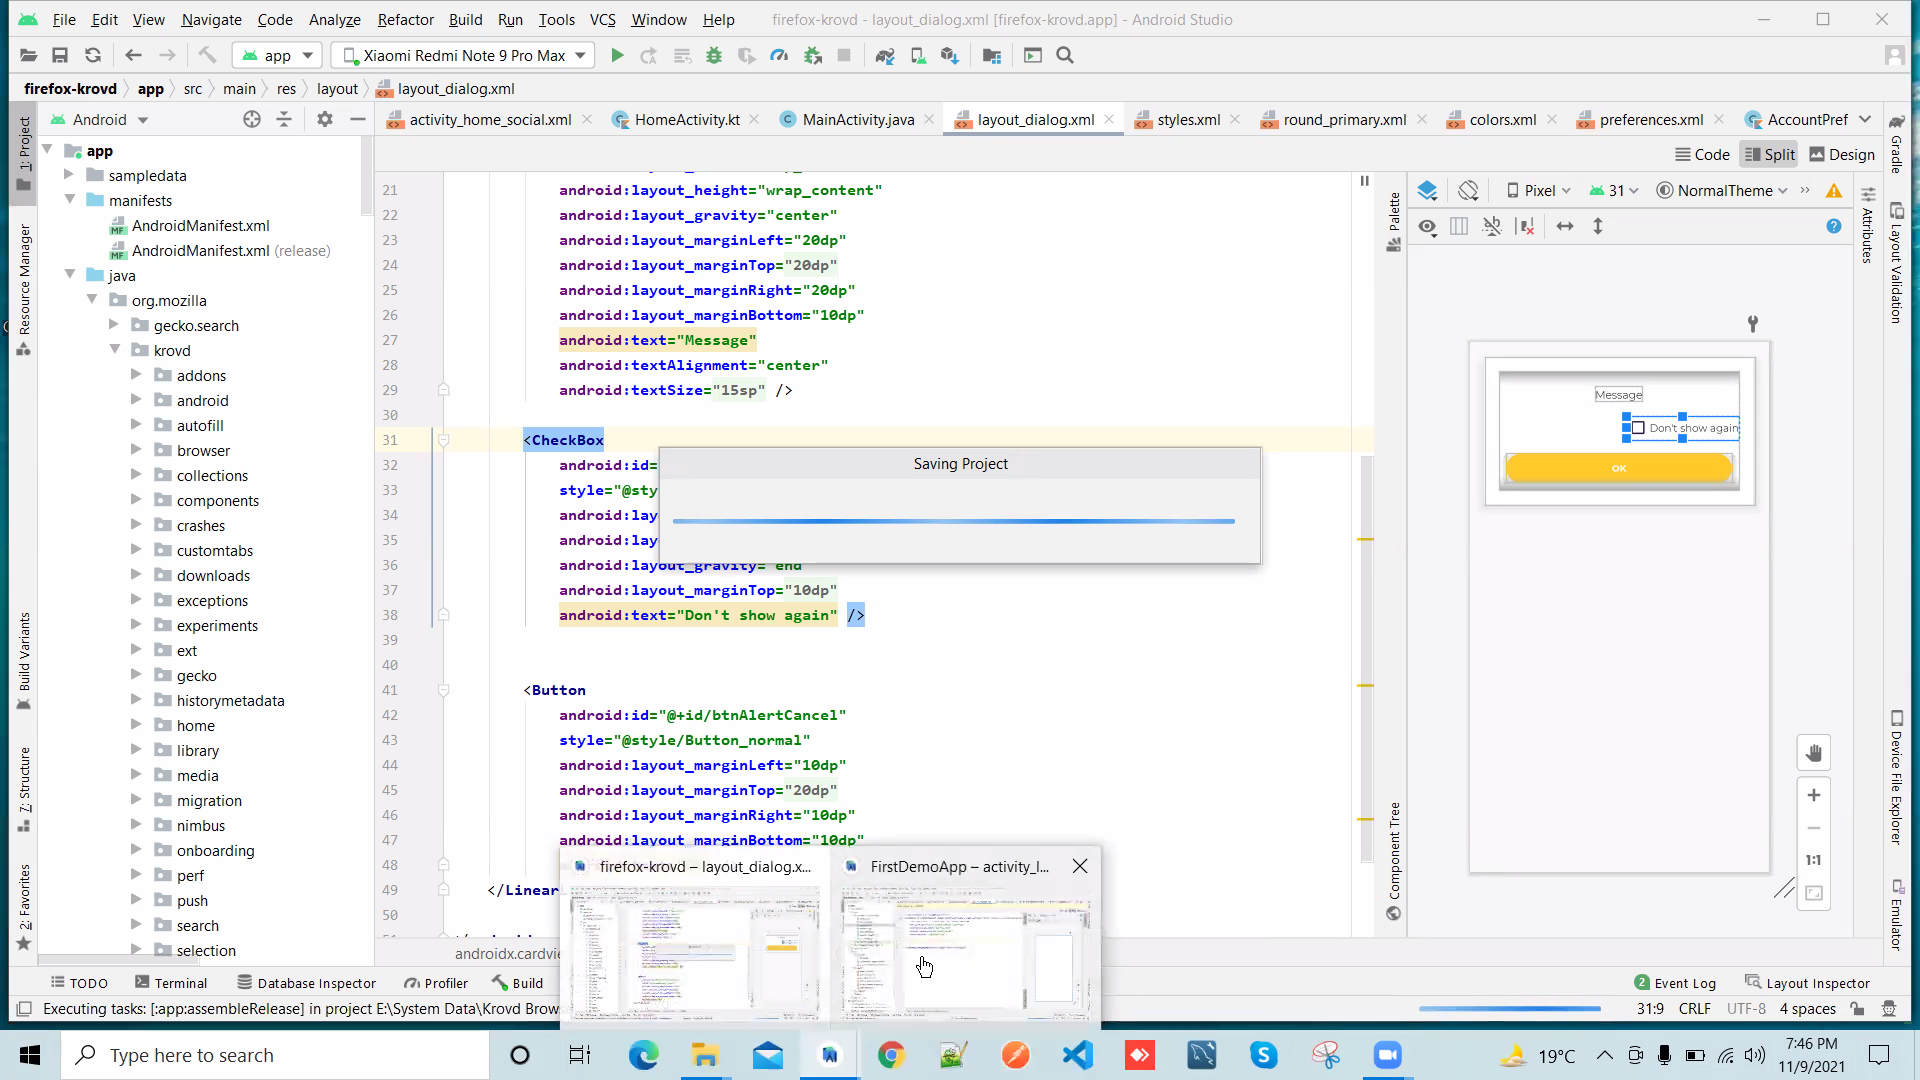 File Edit View Navigate Code Analyze Refactor Build Run Tools VCS Window Help firefox-krovd - layout_dialog.xml [firefox-krovd.app] - Android Studio
app Xiaomi Redmi Note 9 Pro Max
firefox-krovd app src main res layout layout_dialog.xml
Android activity_home_social.xml HomeActivity.kt MainActivity.java layout_dialog.xml styles.xml round_primary.xml colors.xml preferences.xml AccountPref
Code Split Design
1: Project
Resource Manager
Build Variants
7: Structure
2: Favorites
app
sampledata
manifests
AndroidManifest.xml
AndroidManifest.xml (release)
java
org.mozilla
gecko.search
krovd
addons
android
autofill
browser
collections
components
crashes
customtabs
downloads
exceptions
experiments
ext
gecko
historymetadata
home
library
media
migration
nimbus
onboarding
perf
push
search
selection
21 android:layout_height="wrap_content"
22 android:layout_gravity="center"
23 android:layout_marginLeft="20dp"
24 android:layout_marginTop="20dp"
25 android:layout_marginRight="20dp"
26 android:layout_marginBottom="10dp"
27 android:text="Message"
28 android:textAlignment="center"
29 android:textSize="15sp" />
30
31 <CheckBox
32 android:id=
33 style="@sty
34 android:lay
35 android:lay
36 android:layout_gravity="end"
37 android:layout_marginTop="10dp"
38 android:text="Don't show again" />
39
40
41 <Button
42 android:id="@+id/btnAlertCancel"
43 style="@style/Button_normal"
44 android:layout_marginLeft="10dp"
45 android:layout_marginTop="20dp"
46 android:layout_marginRight="10dp"
47 android:layout_marginBottom="10dp"
48
49 </Linear
50
androidx.cardvie
Saving Project
Palette
Component Tree
Pixel 31 NormalTheme
Message
Don't show again
OK
1:1
Attributes
Gradle
Layout Validation
Device File Explorer
Emulator
firefox-krovd – layout_dialog.x... FirstDemoApp – activity_l...
TODO Terminal Database Inspector Profiler Build 2 Event Log Layout Inspector
Executing tasks: [:app:assembleRelease] in project E:\System Data\Krovd Brow 31:9 CRLF UTF-8 4 spaces
Type here to search 19°C 7:46 PM
11/9/2021